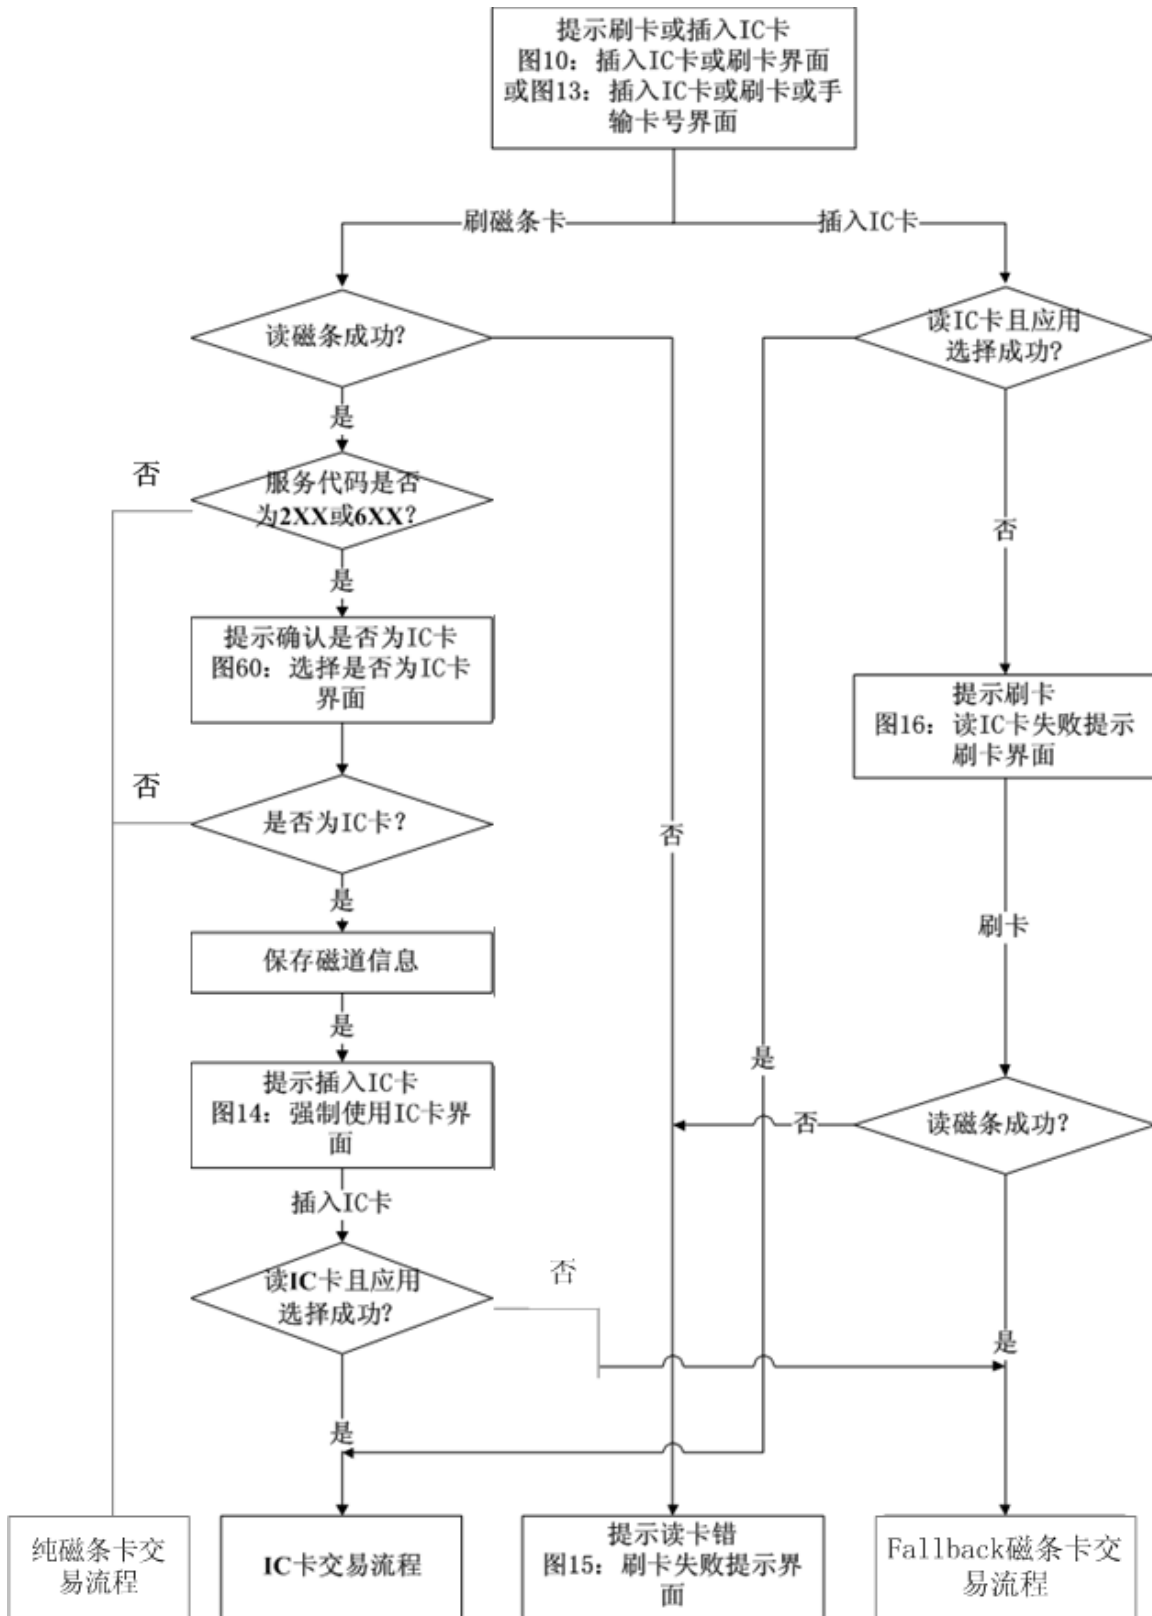 提示刷卡或插入IC卡
图10：插入IC卡或刷卡界面
或图13：插入IC卡或刷卡或手
输卡号界面
刷磁条卡
插入IC卡
读磁条成功?
读IC卡且应用
选择成功?
是
否
服务代码是否
为2XX或6XX?
否
是
提示确认是否为IC卡
图60：选择是否为IC卡
界面
提示刷卡
图16：读IC卡失败提示
刷卡界面
否
是否为IC卡?
否
是
刷卡
保存磁道信息
是
是
提示插入IC卡
图14：强制使用IC卡界
面
否
读磁条成功?
插入IC卡
读IC卡且应用
选择成功?
否
是
是
纯磁条卡交
易流程
IC卡交易流程
提示读卡错
图15：刷卡失败提示界
面
Fallback磁条卡交
易流程